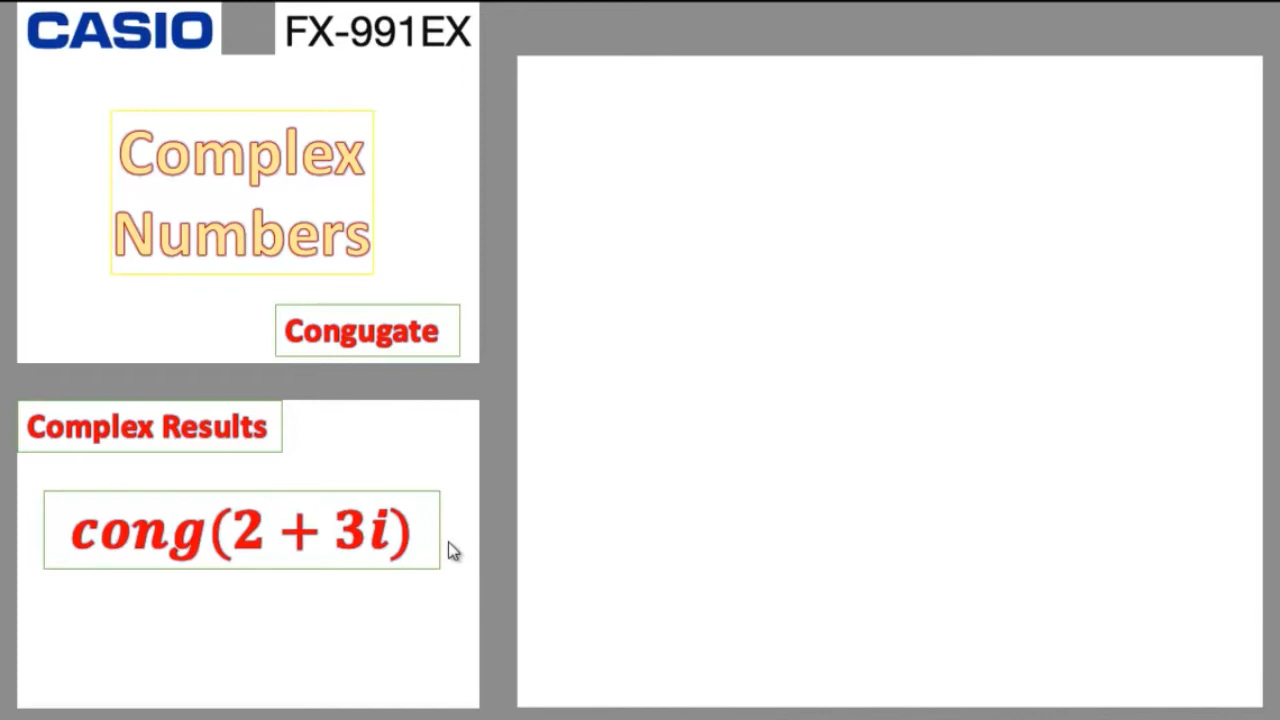 CASIO FX-991EX
Complex
Numbers
Congugate
Complex Results
cong(2 + 3i)